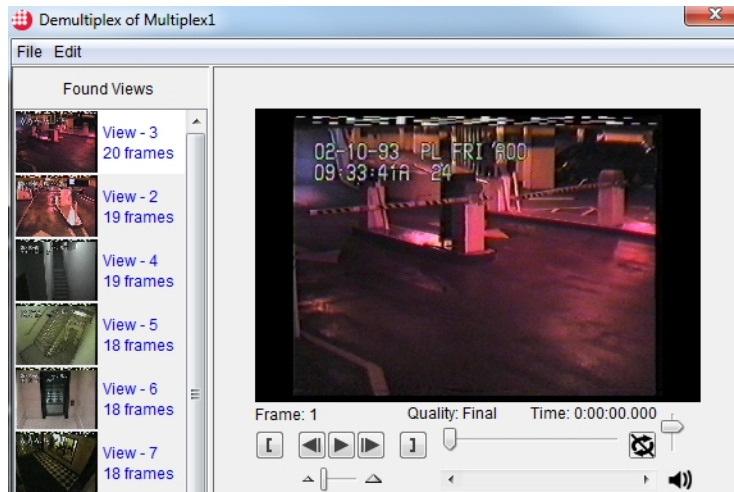 Demultiplex of Multiplex1
File Edit
Found Views
View - 3
20 frames
View - 2
19 frames
View - 4
19 frames
View - 5
18 frames
View - 6
18 frames
View - 7
18 frames
02-10-93 PL FRI A00
09:33:41A 24
Frame: 1 Quality: Final Time: 0:00:00.000